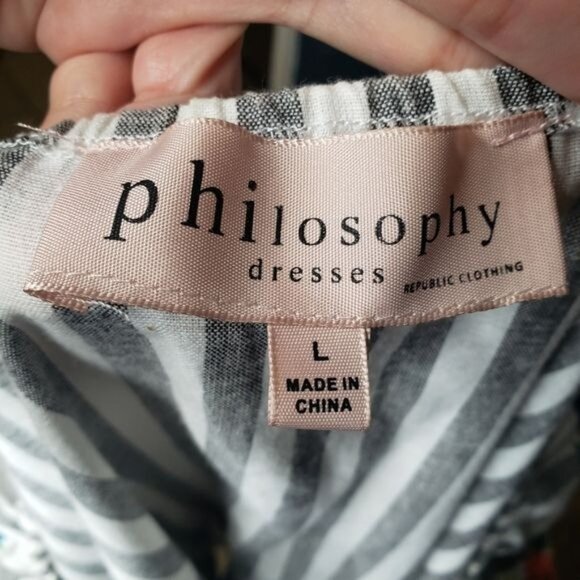 philosophy
dresses REPUBLIC CLOTHING
L
MADE IN
CHINA